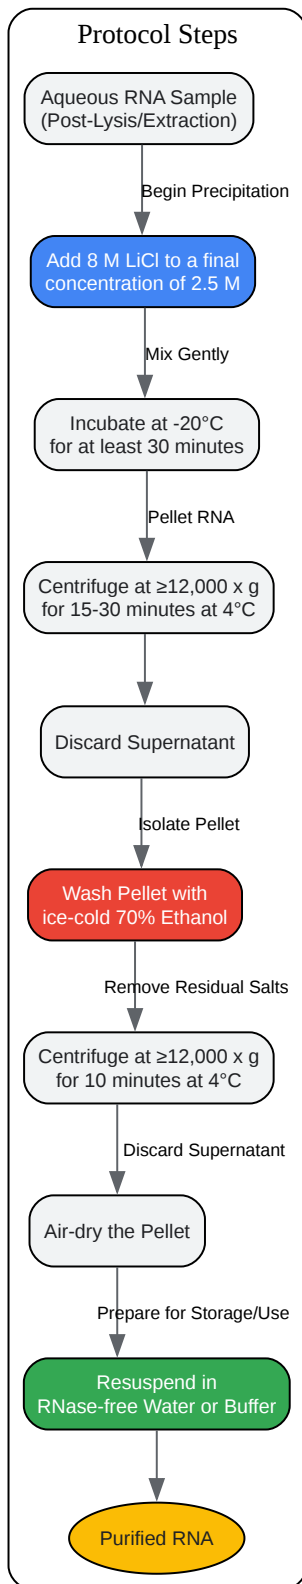 Protocol Steps
Aqueous RNA Sample
(Post-Lysis/Extraction)
Begin Precipitation
Add 8 M LiCl to a final
concentration of 2.5 M
Mix Gently
Incubate at -20°C
for at least 30 minutes
Pellet RNA
Centrifuge at ≥12,000 x g
for 15-30 minutes at 4°C
Discard Supernatant
Isolate Pellet
Wash Pellet with
ice-cold 70% Ethanol
Remove Residual Salts
Centrifuge at ≥12,000 x g
for 10 minutes at 4°C
Discard Supernatant
Air-dry the Pellet
Prepare for Storage/Use
Resuspend in
RNase-free Water or Buffer
Purified RNA